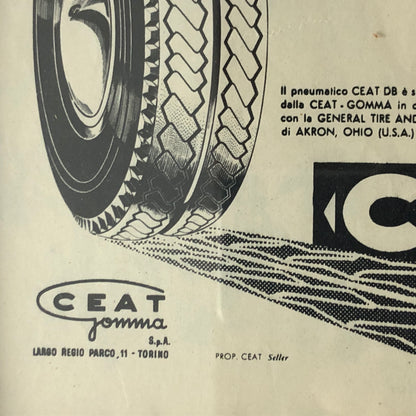 Il pneumatico CEAT DB è s
dalla CEAT - GOMMA in c
con la GENERAL TIRE AND
di AKRON, OHIO (U.S.A.)
C
CEAT
gomma
S.p.A.
LARGO REGIO PARCO, 11 - TORINO
PROP. CEAT Seller